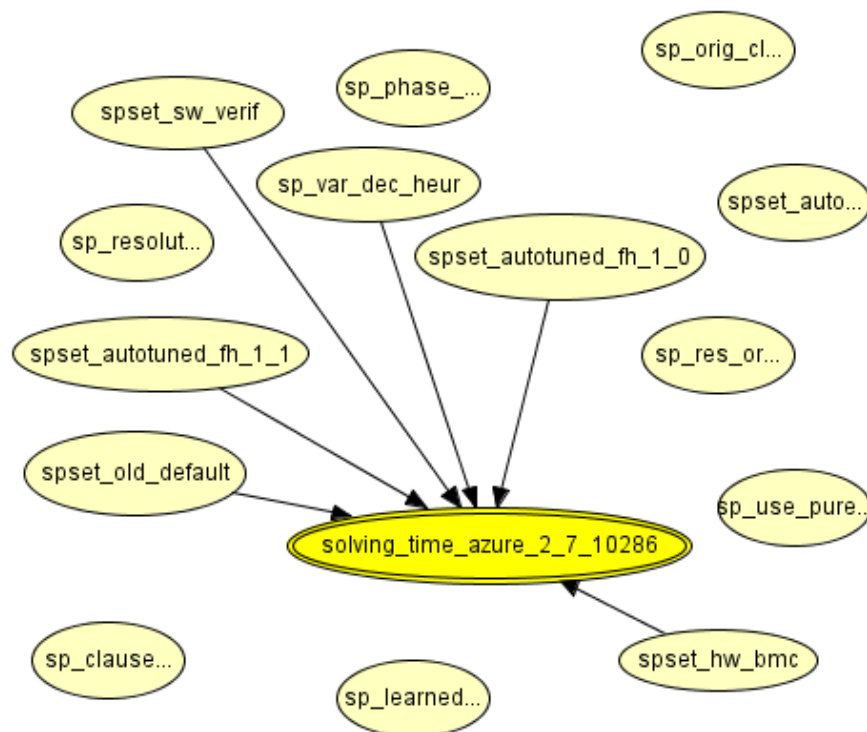 sp_orig_cl...
sp_phase_...
spset_sw_verif
sp_var_dec_heur
spset_auto...
sp_resolut...
spset_autotuned_fh_1_0
spset_autotuned_fh_1_1
sp_res_or...
spset_old_default
sp_use_pure...
solving_time_azure_2_7_10286
sp_clause...
spset_hw_bmc
sp_learned...